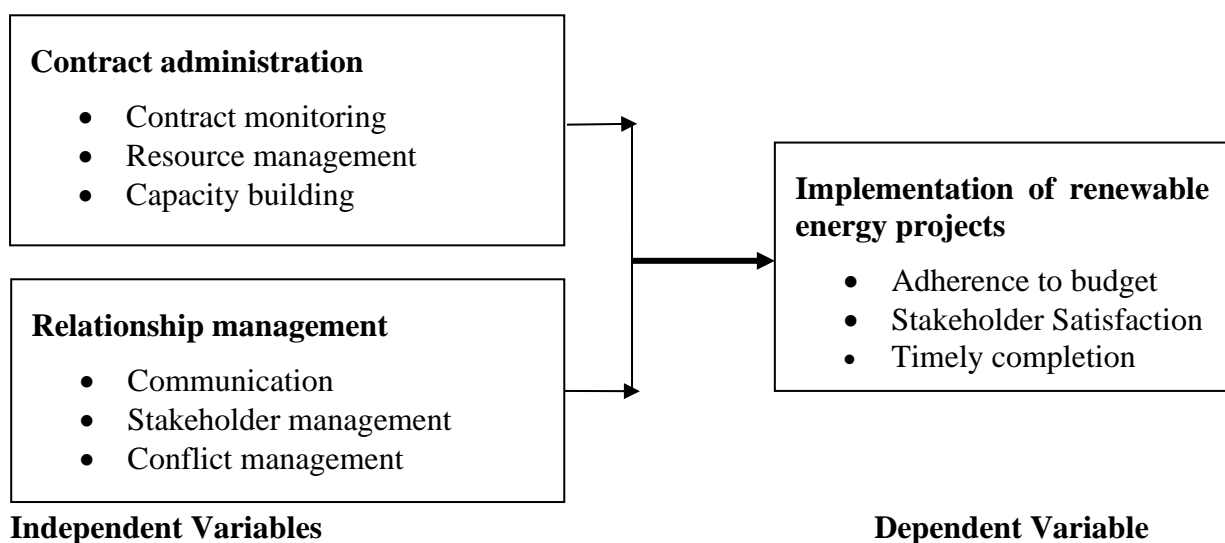 Contract administration
• Contract monitoring
• Resource management
• Capacity building
Relationship management
• Communication
• Stakeholder management
• Conflict management
Implementation of renewable
energy projects
• Adherence to budget
• Stakeholder Satisfaction
• Timely completion
Independent Variables
Dependent Variable